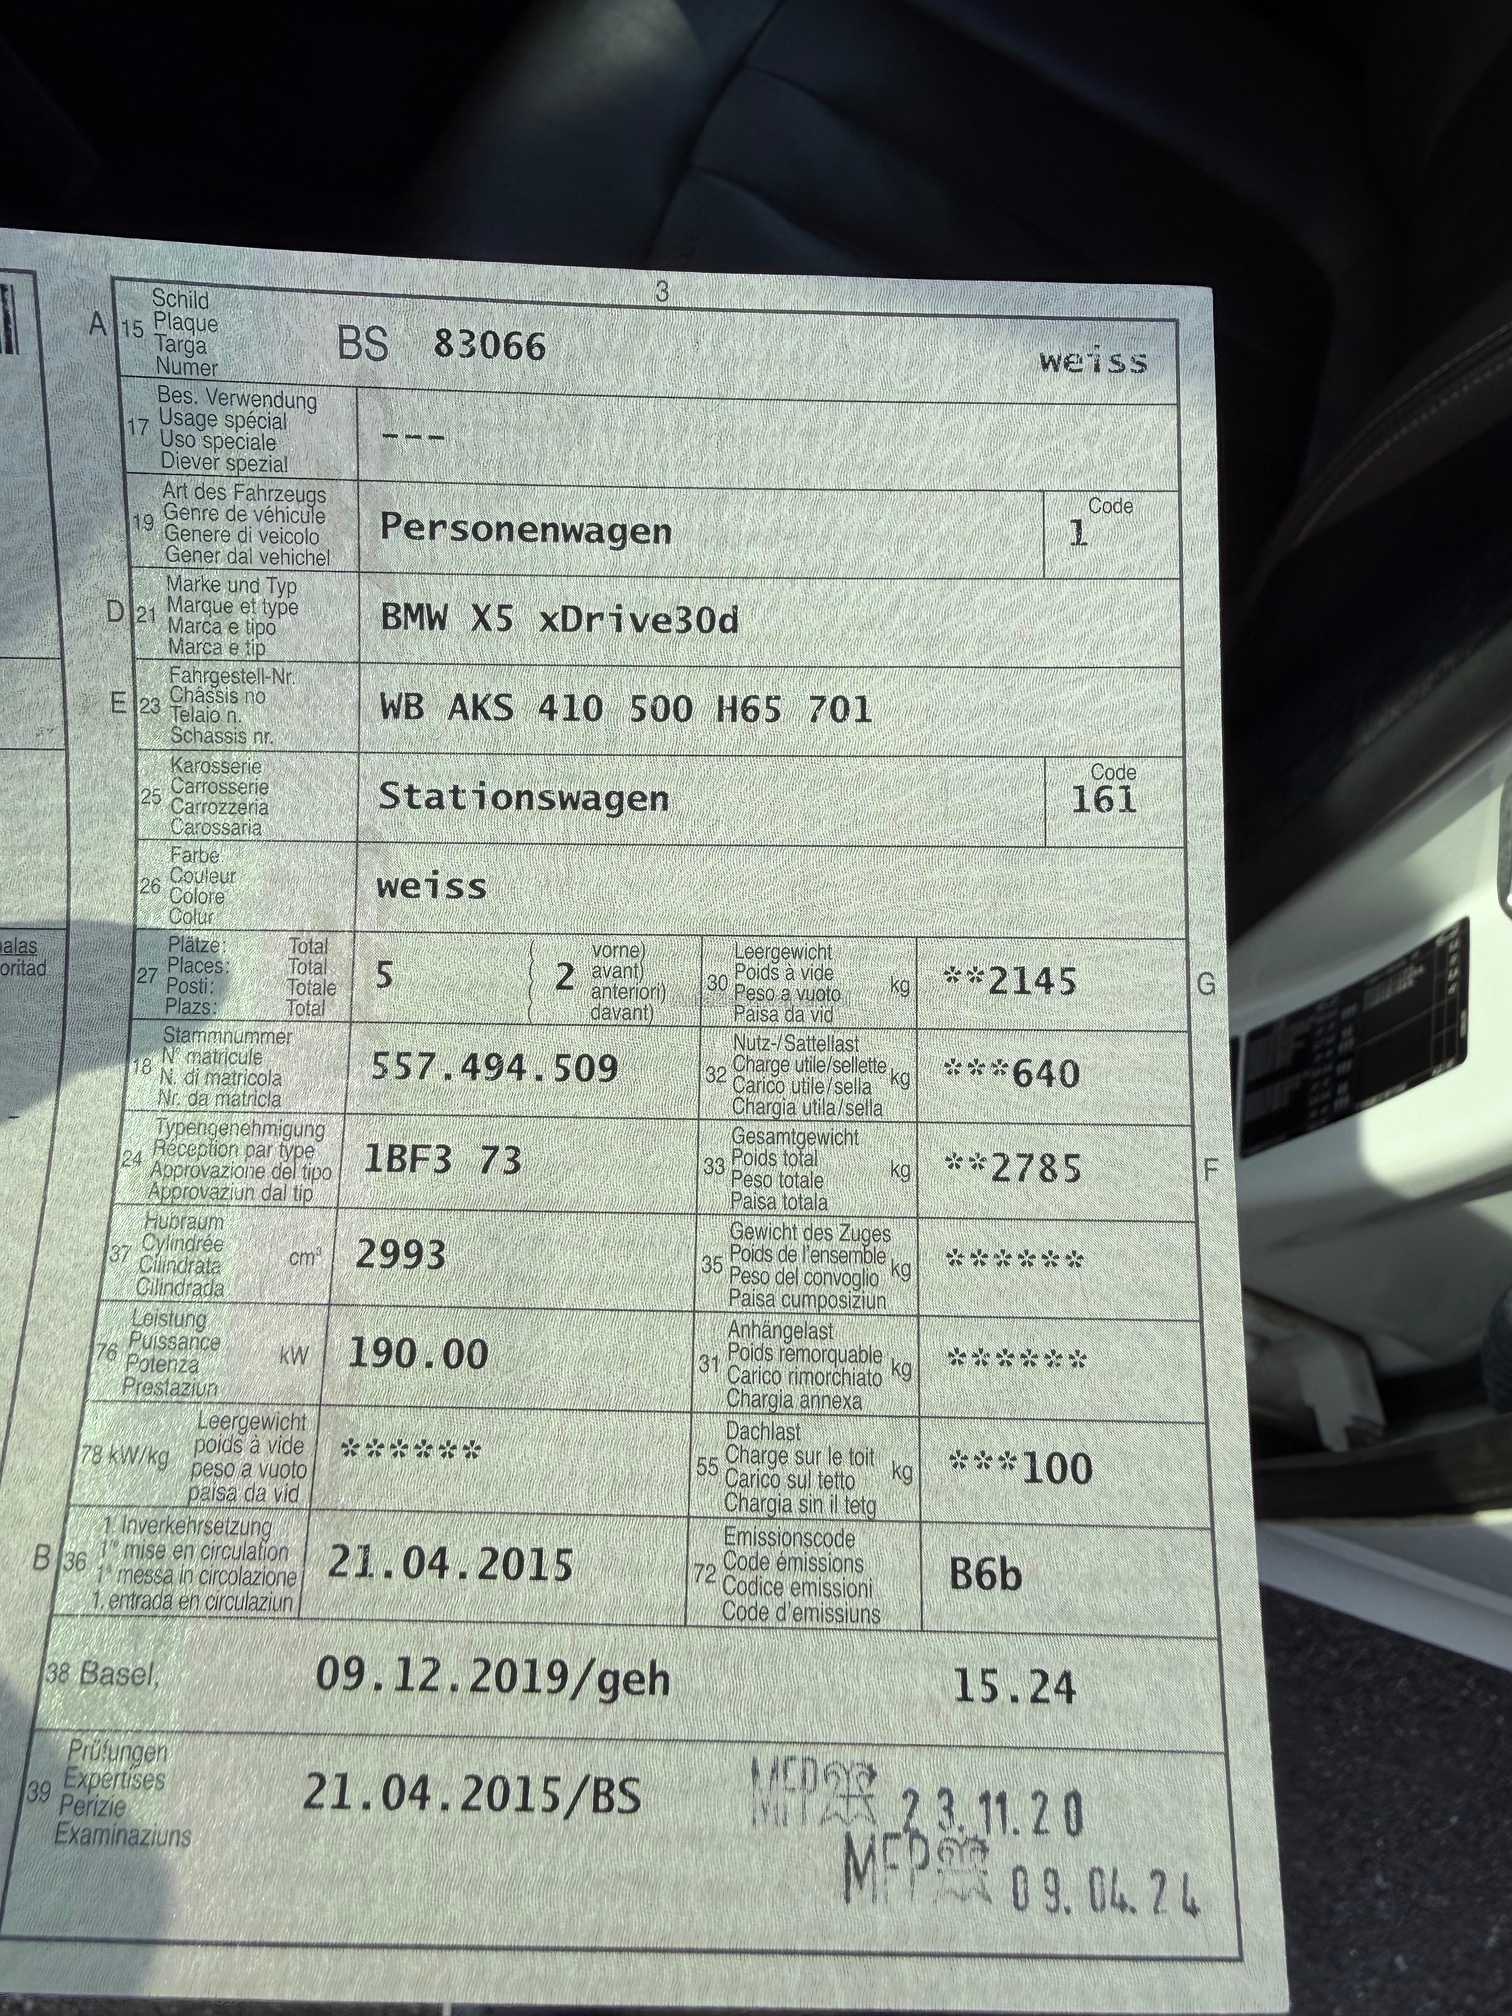 3
A 15 Schild
Plaque
Targa
Numer
BS 83066 weiss
17 Bes. Verwendung
Usage spécial
Uso speciale
Diever spezial
---
19 Art des Fahrzeugs
Genre de véhicule
Genere di veicolo
Gener dal vehichel
Personenwagen
Code
1
D 21 Marke und Typ
Marque et type
Marca e tipo
Marca e tip
BMW X5 xDrive30d
E 23 Fahrgestell-Nr.
Châssis no
Telaio n.
Schassis nr.
WB AKS 410 500 H65 701
25 Karosserie
Carrosserie
Carrozzeria
Carossaria
Stationswagen
Code
161
26 Farbe
Couleur
Colore
Colur
weiss
27 Plätze: Total
Places: Total
Posti: Totale
Plazs: Total
5 ( 2 vorne)
( avant)
( anteriori)
( davant)
30 Leergewicht
Poids à vide
Peso a vuoto
Paisa da vid
kg **2145 G
18 Stammnummer
N° matricule
N. di matricola
Nr. da matricla
557.494.509
32 Nutz-/Sattellast
Charge utile/sellette
Carico utile/sella
Chargia utila/sella
kg ***640
24 Typengenehmigung
Réception par type
Approvazione del tipo
Approvaziun dal tip
1BF3 73
33 Gesamtgewicht
Poids total
Peso totale
Paisa totala
kg **2785 F
37 Hubraum
Cylindrée
Cilindrata
Cilindrada
cm³ 2993
35 Gewicht des Zuges
Poids de l'ensemble
Peso del convoglio
Paisa cumposiziun
kg ******
76 Leistung
Puissance
Potenza
Prestaziun
kW 190.00
31 Anhängelast
Poids remorquable
Carico rimorchiato
Chargia annexa
kg ******
78 kW/kg Leergewicht
poids à vide
peso a vuoto
paisa da vid
******
55 Dachlast
Charge sur le toit
Carico sul tetto
Chargia sin il tetg
kg ***100
B 36 1. Inverkehrsetzung
1re mise en circulation
1a messa in circolazione
1. entrada en circulaziun
21.04.2015
72 Emissionscode
Code émissions
Codice emissioni
Code d'emissiuns
B6b
38 Basel, 09.12.2019/geh 15.24
39 Prüfungen
Expertises
Perizie
Examinaziuns
21.04.2015/BS
MFP 23.11.20
MFP 09.04.24
alas
oritad